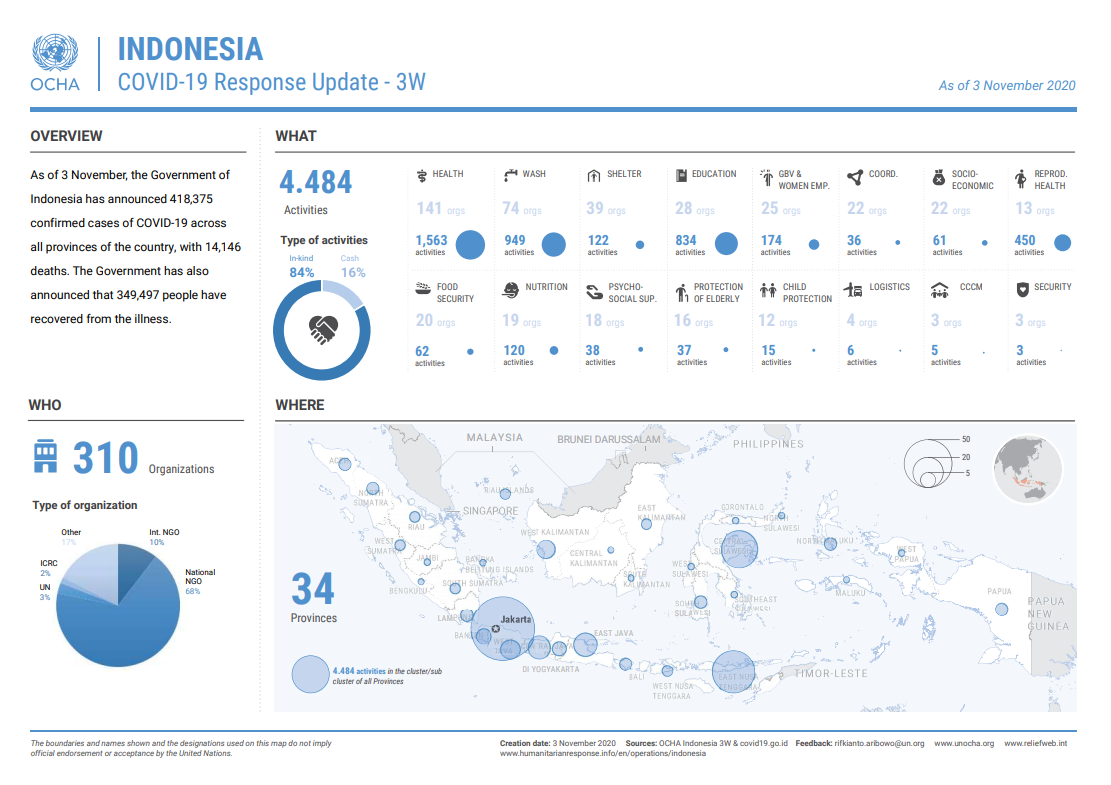 OCHA
INDONESIA
COVID-19 Response Update - 3W
As of 3 November 2020
OVERVIEW
As of 3 November, the Government of
Indonesia has announced 418,375
confirmed cases of COVID-19 across
all provinces of the country, with 14,146
deaths. The Government has also
announced that 349,497 people have
recovered from the illness.
WHAT
4.484
Activities
Type of activities
In-kind
84%
Cash
16%
HEALTH
141 orgs
1,563
activities
WASH
74 orgs
949
activities
SHELTER
39 orgs
122
activities
EDUCATION
28 orgs
834
activities
GBV &
WOMEN EMP.
25 orgs
174
activities
COORD.
22 orgs
36
activities
SOCIO-
ECONOMIC
22 orgs
61
activities
REPROD.
HEALTH
13 orgs
450
activities
FOOD
SECURITY
20 orgs
62
activities
NUTRITION
19 orgs
120
activities
PSYCHO-
SOCIAL SUP.
18 orgs
38
activities
PROTECTION
OF ELDERLY
16 orgs
37
activities
CHILD
PROTECTION
12 orgs
15
activities
LOGISTICS
4 orgs
6
activities
CCCM
3 orgs
5
activities
SECURITY
3 orgs
3
activities
WHO
310 Organizations
Type of organization
Other
17%
Int. NGO
10%
ICRC
2%
UN
3%
National
NGO
68%
WHERE
MALAYSIA
BRUNEI DARUSSALAM
PHILIPPINES
50
20
5
ACEH
NORTH
SUMATRA
RIAU ISLANDS
SINGAPORE
RIAU
WEST
SUMATRA
JAMBI
BANGKA
BELITUNG ISLANDS
BENGKULU
SOUTH SUMATRA
LAMPUNG
WEST KALIMANTAN
CENTRAL
KALIMANTAN
EAST
KALIMANTAN
SOUTH
KALIMANTAN
GORONTALO
NORTH
SULAWESI
CENTRAL
SULAWESI
WEST
SULAWESI
SOUTH
SULAWESI
SOUTHEAST
SULAWESI
NORTH MALUKU
MALUKU
WEST
PAPUA
PAPUA
PAPUA
NEW
GUINEA
34
Provinces
Jakarta
EAST JAVA
DI YOGYAKARTA
BALI
WEST NUSA
TENGGARA
EAST NUSA
TENGGARA
TIMOR-LESTE
4.484 activities in the cluster/sub
cluster of all Provinces
The boundaries and names shown and the designations used on this map do not imply
official endorsement or acceptance by the United Nations.
Creation date: 3 November 2020 Sources: OCHA Indonesia 3W & covid19.go.id Feedback: rifkianto.aribowo@un.org www.unocha.org www.reliefweb.int
www.humanitarianresponse.info/en/operations/indonesia